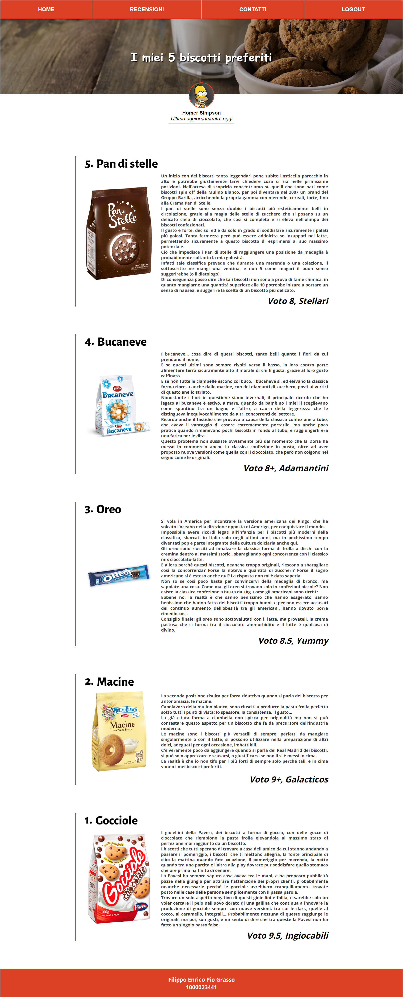 HOME
RECENSIONI
CONTATTI
LOGOUT
I miei 5 biscotti preferiti
Homer Simpson
Ultimo aggiornamento: oggi
5. Pan di stelle
Pan di
Stelle
Un inizio con dei biscotti tanto leggendari pone subito l'asticella parecchio in
alto e potrebbe giustamente farvi chiedere cosa ci sia nelle primissime
posizioni. Nell'attesa di scoprirlo concentriamo su quelli che sono nati come
biscotti spin off della Mulino Bianco, per poi diventare nel 2007 un brand del
Gruppo Barilla, arricchendo la propria gamma con merende, cereali, torte, fino
alla Crema Pan di Stelle.
I pan di stelle sono senza dubbio i biscotti più esteticamente belli in
circolazione, grazie alla magia delle stelle di zucchero che si posano su un
delicato cielo di cioccolato, che così si completa e si eleva nell'olimpo dei
biscotti confezionati.
Il gusto è forte, deciso, ed è da solo in grado di soddisfare sicuramente i palati
più golosi. Tanta fermezza però può essere addolcita se inzuppati nel latte,
permettendo sicuramente a questo biscotto di esprimersi al suo massimo
potenziale.
Ciò che impedisce i Pan di stelle di raggiungere una posizione da medaglia è
probabilmente soltanto la mia golosità.
Infatti tale classifica prevede che durante una merenda o una colazione, il
sottoscritto ne mangi una ventina, e non 5 come magari il buon senso
suggerirebbe (o il dietologo).
Di conseguenza posso dire che tali biscotti non sono a prova di fame chimica, in
quanto mangiarne una quantità superiore alle 10 potrebbe inizare a portare un
senso di nausea, e suggerire la scelta di un biscotto più delicato.
Voto 8, Stellari
4. Bucaneve
Doria
Bucaneve
Doria
Bucaneve
I bucaneve... cosa dire di questi biscotti, tanto belli quanto i fiori da cui
prendono il nome.
E se questi ultimi sono sempre rivolti verso il basso, la loro contro parte
alimentare terrà sicuramente alto il morale di chi li gusta, grazie al loro gusto
raffinato.
E se non tutte le ciambelle escono col buco, i bucaneve sì, ed elevano la classica
forma ripresa anche dalle macine, con dei diamanti di zucchero, posti ai vertici
di questo anello striato.
Nonostante i fiori in questione siano invernali, il principale ricordo che ho
legato ai bucaneve è estivo, a mare, quando da bambino i miei li sceglievano
come spuntino tra un bagno e l'altro, a causa della leggerezza che le
distingueva inequivocabilmente da altri concorrenti del settore.
Ricordo anche il fastidio che provavo a causa della classica confezione a tubo,
che aveva il vantaggio di essere estremamente portatile, ma anche poco
pratica quando rimanevano pochi biscotti in fondo al tubo, e raggiungerli era
una fatica per le dita.
Questo problema non sussiste ovviamente più dal momento che la Doria ha
messo in commercio anche la classica confezione in busta, oltre ad aver
proposto nuove versioni come quella con il cioccolato, che però non colgono nel
segno come le originali.
Voto 8+, Adamantini
3. Oreo
OREO
Si vola in America per incontrare la versione americana dei Ringo, che ha
solcato l'oceano nella direzione opposta di Amerigo, per conquistare il mondo.
Impossibile avere ricordi legati all'infanzia per i biscotti più moderni della
classifica, sbarcati in Italia solo negli ultimi anni, ma in pochissimo tempo
diventati pop e parte integrante della culture dolciaria anche qui.
Gli oreo sono riusciti ad innalzare la classica forma di frolla a dischi con la
cremina dentro ai massimi storici, sbaragliando ogni concorrenza con il classico
mix cioccolato-latte.
E allora perché questi biscotti, neanche troppo originali, riescono a sbaragliare
così la concorrenza? Forse la notevole quantità di zuccheri? Forse il sogno
americano si è esteso anche qui? La risposta non mi è dato saperla.
Non so se così poco basta per convincervi della medaglia di bronzo, ma
sappiate una cosa. Come mai gli oreo si trovano solo in confezioni piccole? Non
esiste la classica confezione a busta da 1kg. Forse gli americani sono tirchi?
Ebbene no, la realtà è che sanno benissimo che hanno esagerato, sanno
benissimo che hanno fatto dei biscotti troppo buoni, e per non essere accusati
del continuo aumento dell'obesità tra gli americani, hanno dovuto porre
rimedio così.
Consiglio finale: gli oreo sono sottovalutati con il latte, ma provateli, la crema
pastosa che si forma tra il cioccolato ammorbidito e il latte è qualcosa di
divino.
Voto 8.5, Yummy
2. Macine
MULINO BIANCO
Barilla
Macine
con Panna Fresca
La seconda posizione risulta per forza riduttiva quando si parla del biscotto per
antonomasia, le macine.
Capolavoro della mulino bianco, sono riusciti a produrre la pasta frolla perfetta
sotto tutti i punti di vista: lo spessore, la consistenza, il gusto...
La già citata forma a ciambella non spicca per originalità ma non si può
contestare questo aspetto per un biscotto che fa da precursore dell'industria
moderna.
Le macine sono i biscotti più versatili di sempre: perfetti da mangiare
singolarmente o con il latte, si possono utilizzare nella preparazione di altri
dolci, adeguati per ogni occasione, imbattibili.
C'è veramente poco da aggiungere quando si parla del Real Madrid dei biscotti,
si può solo apprezzare e scusarsi, o giustificarsi se non li si è messi in cima.
La realtà è che io non tifo per i più forti di sempre solo perché tali, e in cima
vanno i mei biscotti preferiti.
Voto 9+, Galacticos
1. Gocciole
Squisita pastafrolla
con tante gocce di cioccolato
Gocciole
chocolate
PAVESI
500g
SENZA OLIO DI PALMA
I gioiellini della Pavesi, dei biscotti a forma di goccia, con delle gocce di
cioccolato che riempiono la pasta frolla elevandola al massimo stato di
perfezione mai raggiunto da un biscotto.
I biscotti che tutti sperano di trovare a casa dell'amico da cui stanno andando a
passare il pomeriggio, i biscotti che ti mettono allegria, la fonte principale di
cibo la mattina quando fate colazione, il pomeriggio per merenda, la notte
quando tra una partita e l'altra alla play dovrete pur soddisfare quello stomaco
che ore prima ha finito di cenare.
La Pavesi ha sempre saputo cosa aveva tra le mani, e ha proposto pubblicità
pazze nella giungla per attirare l'attenzione dei propri clienti, probabilmente
neanche necessarie perché le gocciole avrebbero tranquillamente trovate
posto nelle case delle persone semplicemente con il passa parola.
Trovare un solo aspetto negativo di questi gioiellini è follia, e sarebbe solo un
voler cercare il pelo nell'uovo dorato di una gallina che continua a innovare la
produzione di gocciole sempre con nuove versioni: tra cui le dark, quelle al
cocco, al caramello, integrali... Probabilmente nessuna di queste raggiunge le
originali, ma poi, son gusti, e mi sento di dire che tra queste la Pavesi non ha
fatto un singolo passo falso.
Voto 9.5, Ingiocabili
Filippo Enrico Pio Grasso
1000023441